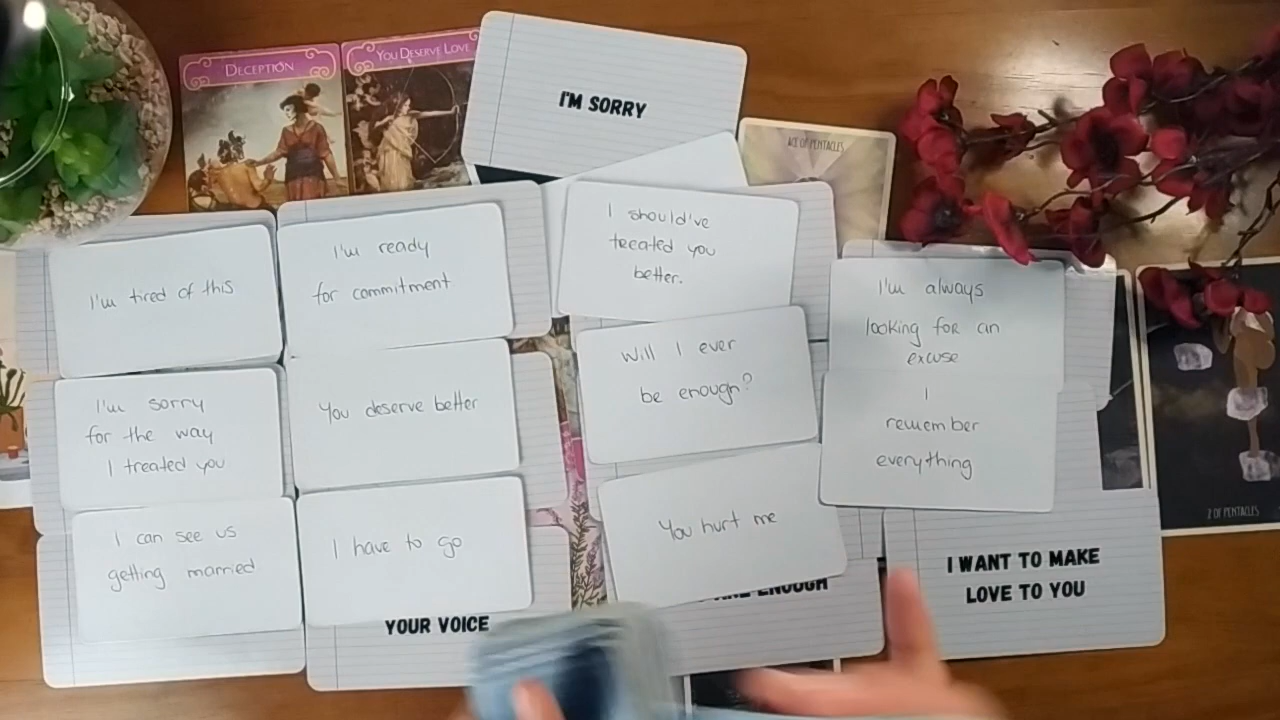 DECEPTION
YOU DESERVE LOVE
I'M SORRY
ACE OF PENTACLES
I'm tired of this
I'm ready
for commitment
I should've
treated you
better.
I'm always
looking for an
excuse
I'm sorry
for the way
I treated you
You deserve better
Will I ever
be enough?
I
remember
everything
I can see us
getting married
I have to go
You hurt me
YOUR VOICE
ENOUGH
I WANT TO MAKE
LOVE TO YOU
2 OF PENTACLES